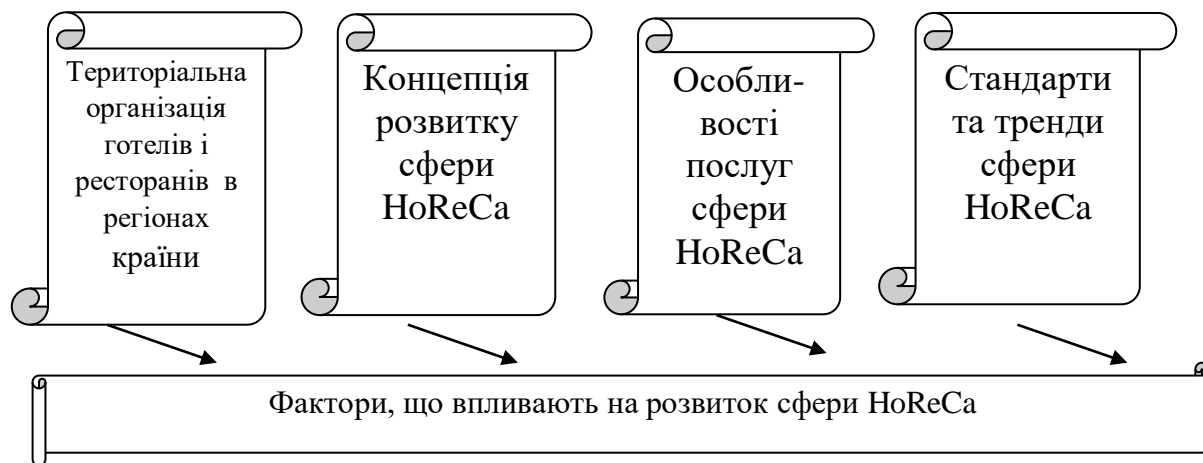 Територіальна
організація
готелів і
ресторанів в
регіонах
країни
Концепція
розвитку
сфери
HoReCa
Особли-
вості
послуг
сфери
HoReCa
Стандарти
та тренди
сфери
HoReCa
Фактори, що впливають на розвиток сфери HoReCa